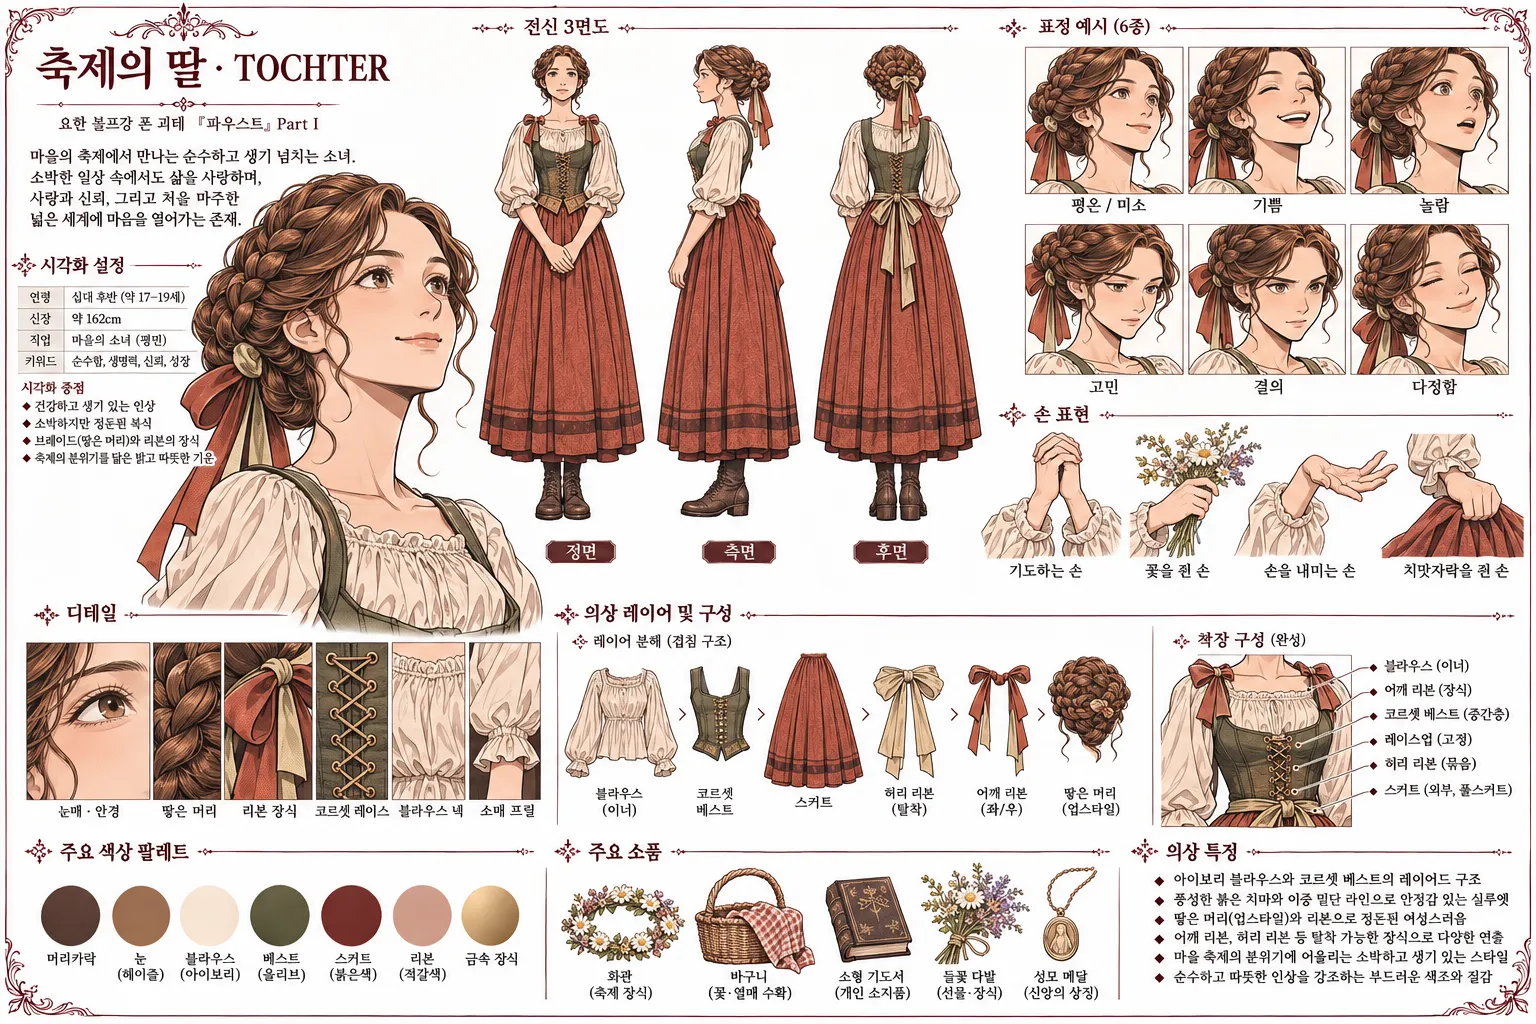 축제의 딸 · TOCHTER
요한 볼프강 폰 괴테 『파우스트』 Part I
마을의 축제에서 만나는 순수하고 생기 넘치는 소녀.
소박한 일상 속에서도 삶을 사랑하며,
사랑과 신뢰, 그리고 처음 마주한
넓은 세계에 마음을 열어가는 존재.
시각화 설정
연령 십대 후반 (약 17–19세)
신장 약 162cm
직업 마을의 소녀 (평민)
키워드 순수함, 생명력, 신뢰, 성장
시각화 중점
◆ 건강하고 생기 있는 인상
◆ 소박하지만 정돈된 복식
◆ 브레이드(땋은 머리)와 리본의 장식
◆ 축제의 분위기를 닮은 밝고 따뜻한 기운
전신 3면도
정면
측면
후면
표정 예시 (6종)
평온 / 미소
기쁨
놀람
고민
결의
다정함
손 표현
기도하는 손
꽃을 쥔 손
손을 내미는 손
치맛자락을 쥔 손
디테일
눈매 · 안경
땋은 머리
리본 장식
코르셋 레이스
블라우스 넥
소매 프릴
의상 레이어 및 구성
레이어 분해 (겹침 구조)
블라우스
(이너)
코르셋
베스트
스커트
허리 리본
(탈착)
어깨 리본
(좌/우)
땋은 머리
(업스타일)
착장 구성 (완성)
블라우스 (이너)
어깨 리본 (장식)
코르셋 베스트 (중간층)
레이스업 (고정)
허리 리본 (묶음)
스커트 (외부, 풀스커트)
주요 색상 팔레트
머리카락
눈
(헤이즐)
블라우스
(아이보리)
베스트
(올리브)
스커트
(붉은색)
리본
(적갈색)
금속 장식
주요 소품
화관
(축제 장식)
바구니
(꽃·열매 수확)
소형 기도서
(개인 소지품)
들꽃 다발
(선물·장식)
성모 메달
(신앙의 상징)
의상 특징
◆ 아이보리 블라우스와 코르셋 베스트의 레이어드 구조
◆ 풍성한 붉은 치마와 이중 밑단 라인으로 안정감 있는 실루엣
◆ 땋은 머리(업스타일)와 리본으로 정돈된 여성스러움
◆ 어깨 리본, 허리 리본 등 탈착 가능한 장식으로 다양한 연출
◆ 마을 축제의 분위기에 어울리는 소박하고 생기 있는 스타일
◆ 순수하고 따뜻한 인상을 강조하는 부드러운 색조와 질감